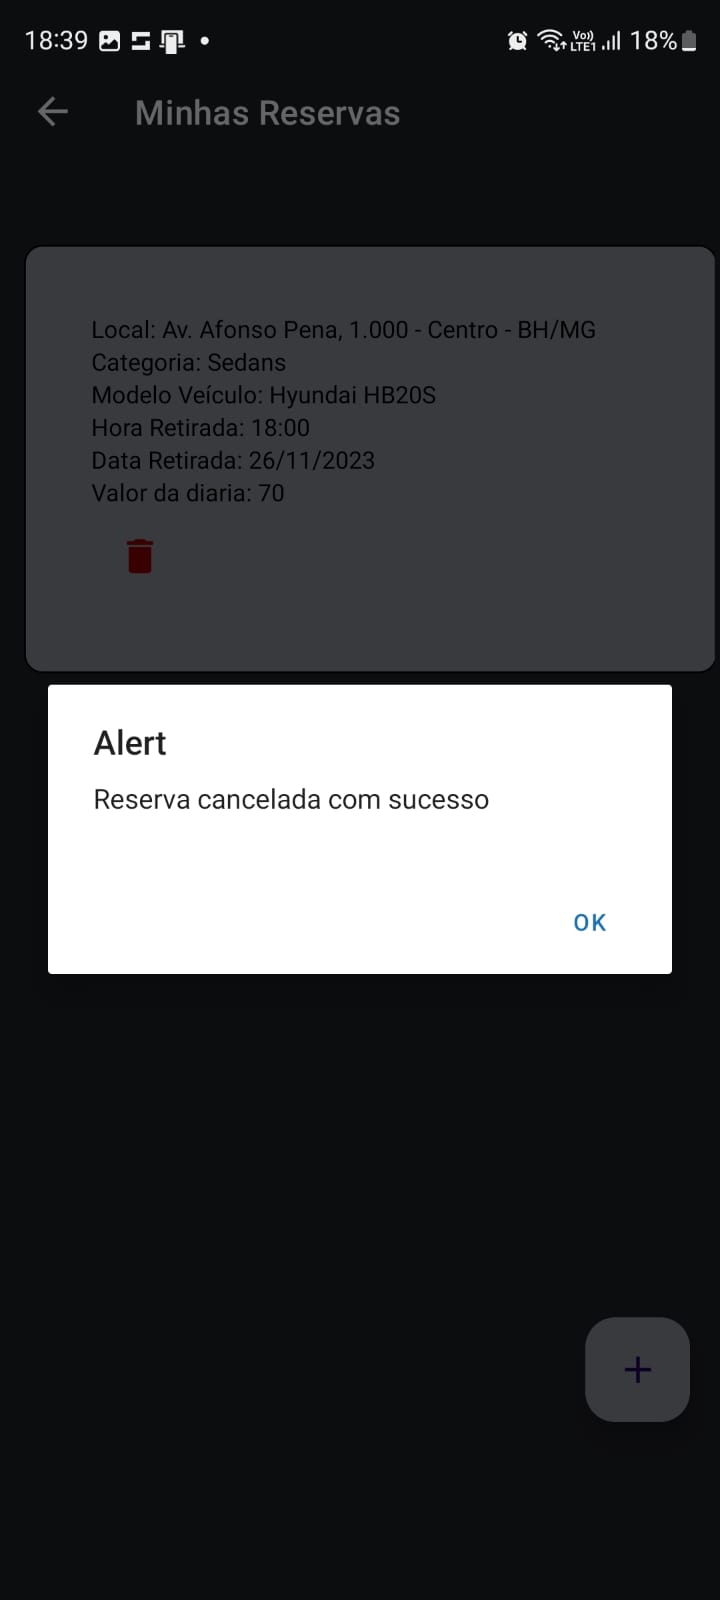 18:39
Vo))
LTE1
18%
Minhas Reservas
Local: Av. Afonso Pena, 1.000 - Centro - BH/MG
Categoria: Sedans
Modelo Veículo: Hyundai HB20S
Hora Retirada: 18:00
Data Retirada: 26/11/2023
Valor da diaria: 70
Alert
Reserva cancelada com sucesso
OK
+